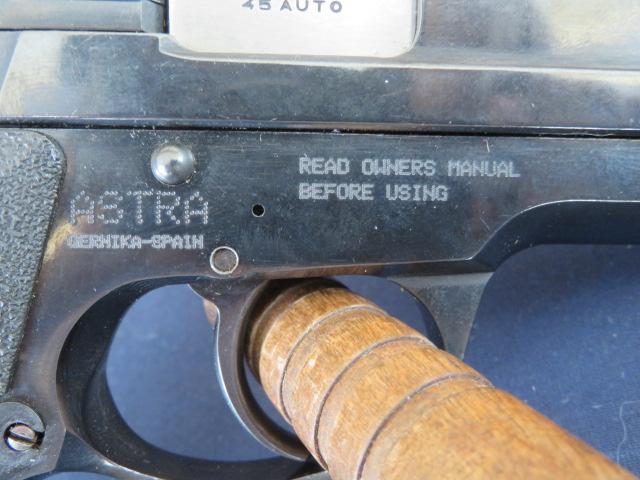 45 AUTO
READ OWNERS MANUAL
BEFORE USING
ASTRA
GERNIKA-SPAIN